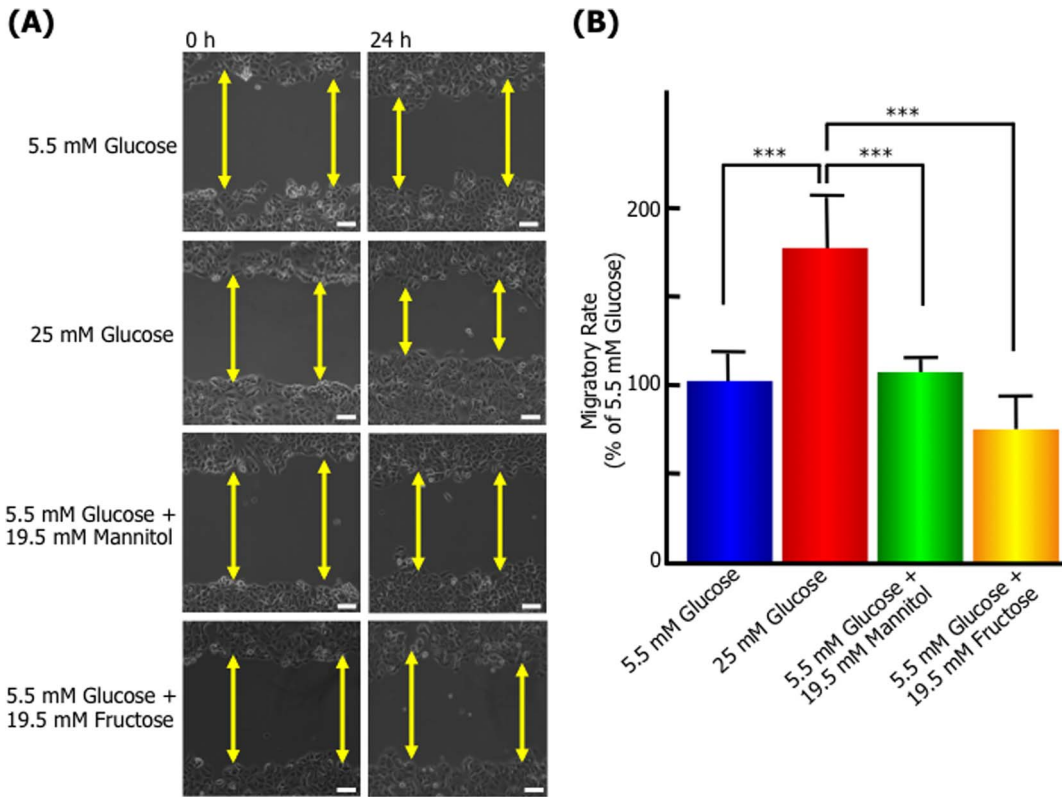 (A)
0 h
24 h
5.5 mM Glucose
25 mM Glucose
5.5 mM Glucose +
19.5 mM Mannitol
5.5 mM Glucose +
19.5 mM Fructose
(B)
Migratory Rate
(% of 5.5 mM Glucose)
200
100
0
***
***
***
5.5 mM Glucose
25 mM Glucose
5.5 mM Glucose +
19.5 mM Mannitol
5.5 mM Glucose +
19.5 mM Fructose